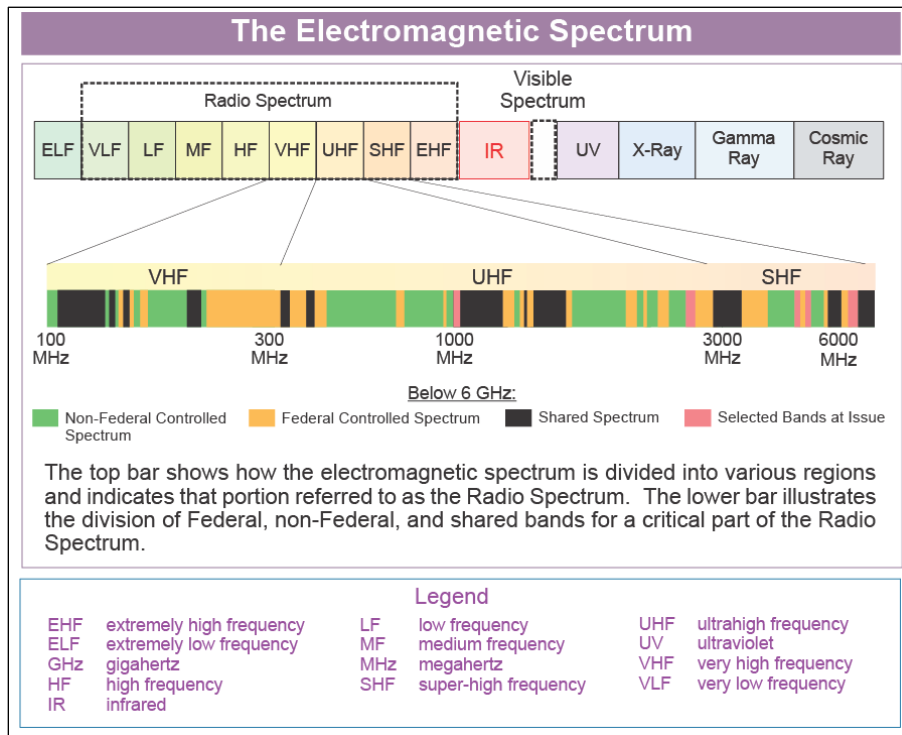 The Electromagnetic Spectrum
Visible
Spectrum
Radio Spectrum
ELF VLF LF MF HF VHF UHF SHF EHF IR UV X-Ray Gamma Ray Cosmic Ray
VHF UHF SHF
100 MHz 300 MHz 1000 MHz 3000 MHz 6000 MHz
Below 6 GHz:
Non-Federal Controlled Spectrum Federal Controlled Spectrum Shared Spectrum Selected Bands at Issue
The top bar shows how the electromagnetic spectrum is divided into various regions
and indicates that portion referred to as the Radio Spectrum. The lower bar illustrates
the division of Federal, non-Federal, and shared bands for a critical part of the Radio
Spectrum.
Legend
EHF extremely high frequency
ELF extremely low frequency
GHz gigahertz
HF high frequency
IR infrared
LF low frequency
MF medium frequency
MHz megahertz
SHF super-high frequency
UHF ultrahigh frequency
UV ultraviolet
VHF very high frequency
VLF very low frequency